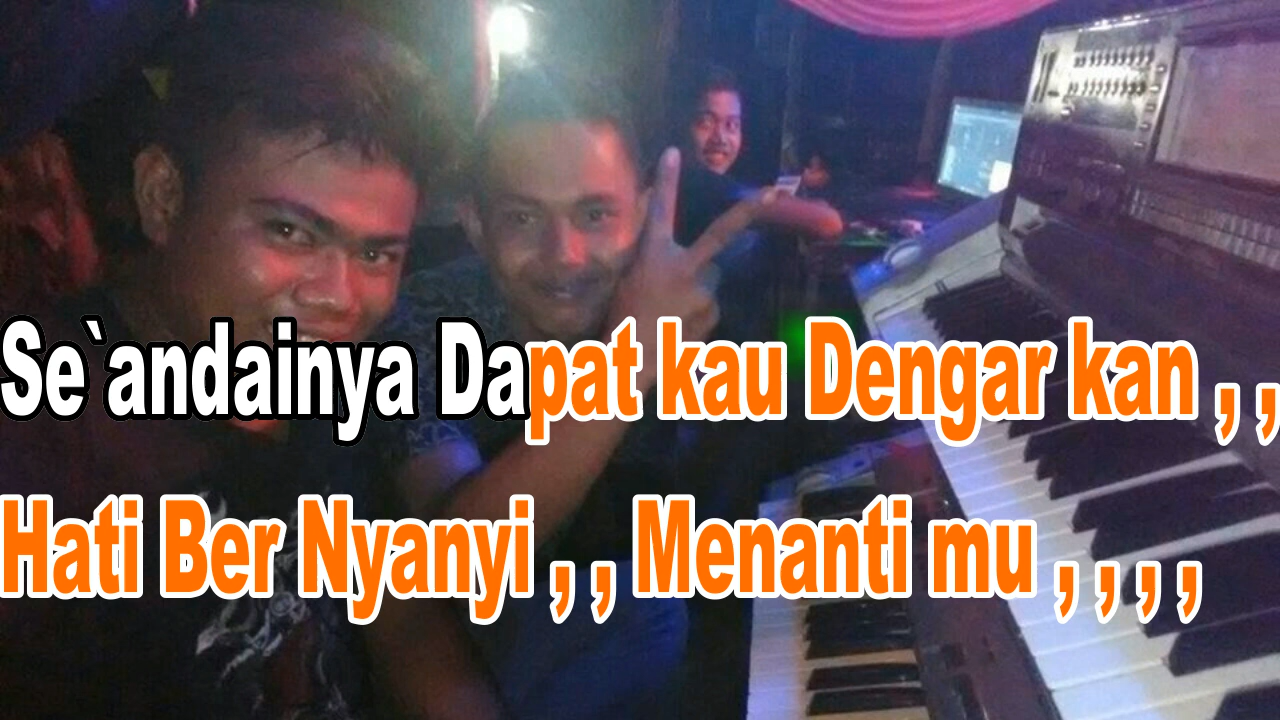 Se`andainya Dapat kau Dengar kan , ,
Hati Ber Nyanyi , , Menanti mu , , , ,